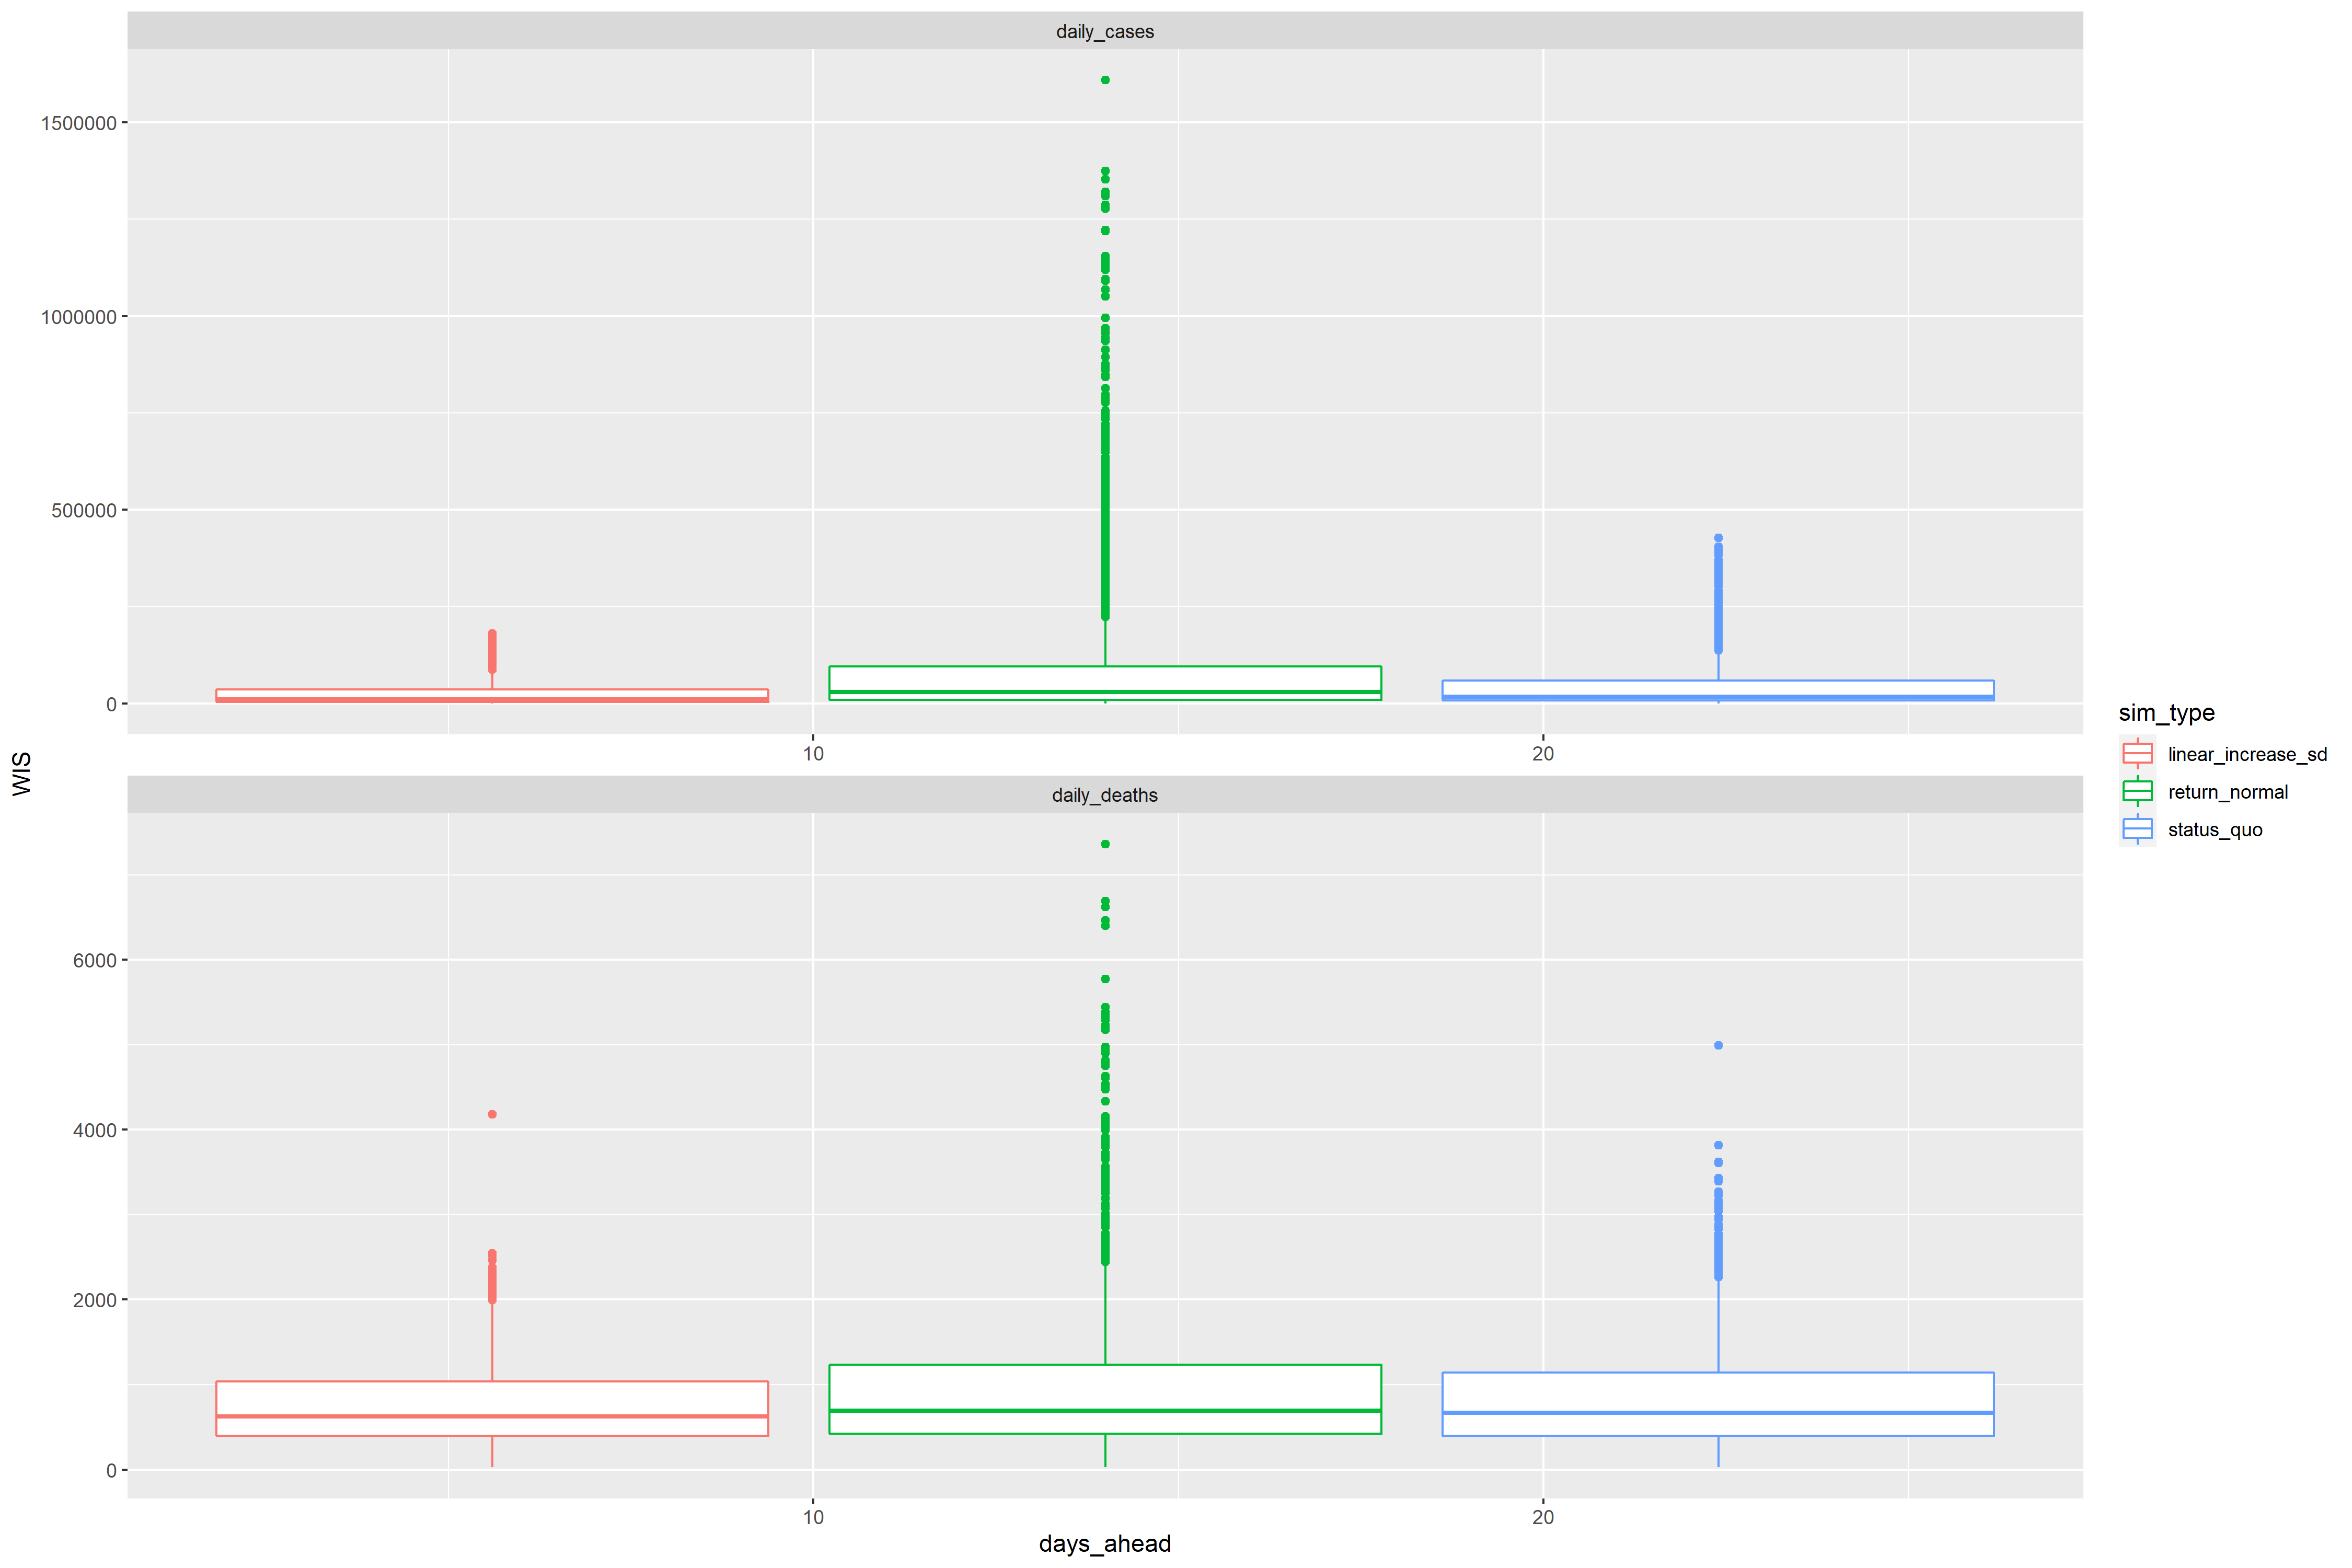 daily_cases
1500000
1000000
500000
0
10
20
WIS
daily_deaths
6000
4000
2000
0
10
20
days_ahead
sim_type
linear_increase_sd
return_normal
status_quo